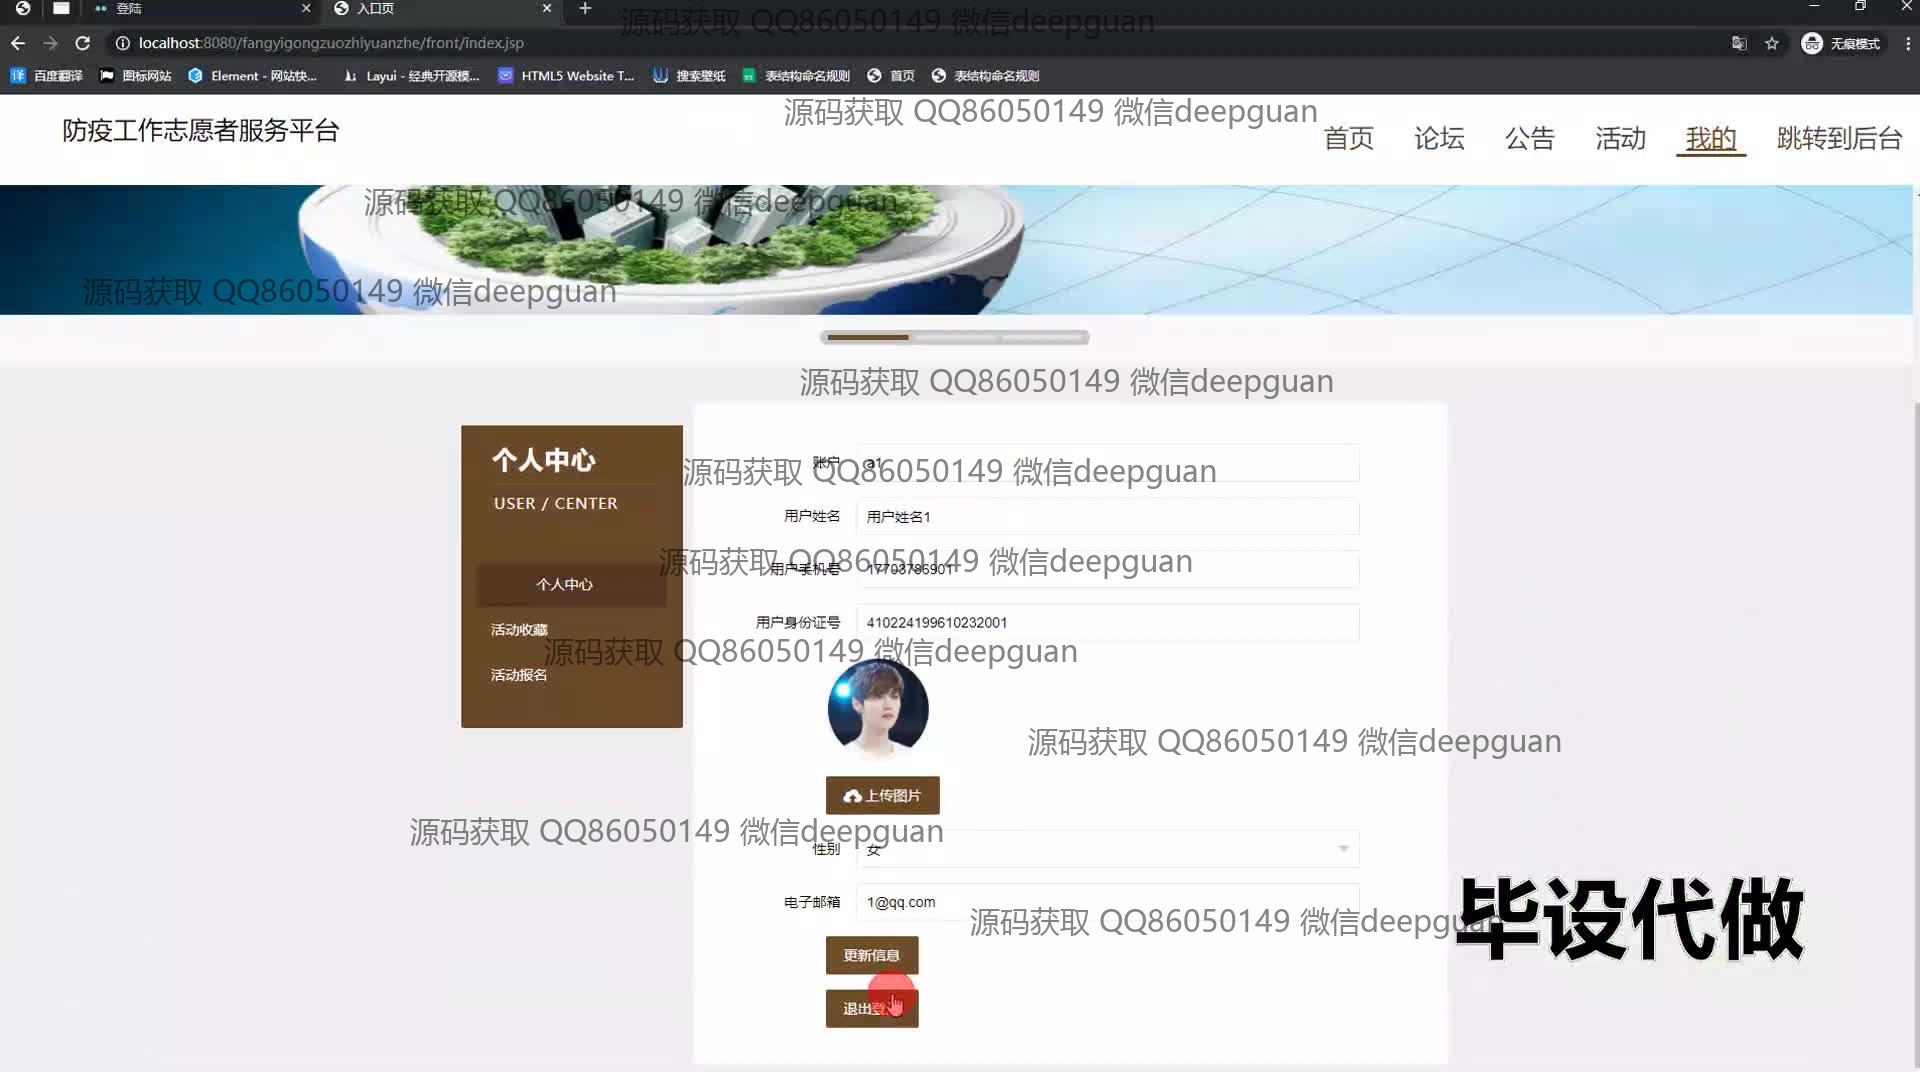 登陆
入口页
源码获取 QQ86050149 微信deepguan
localhost:8080/fangyigongzuozhiyuanzhe/front/index.jsp
无痕模式
百度翻译
图标网站
Element - 网站快...
Layui - 经典开源模...
HTML5 Website T...
搜索壁纸
表结构命名规则
首页
表结构命名规则
防疫工作志愿者服务平台
源码获取 QQ86050149 微信deepguan
首页
论坛
公告
活动
我的
跳转到后台
源码获取 QQ86050149 微信deepguan
源码获取 QQ86050149 微信deepguan
源码获取 QQ86050149 微信deepguan
个人中心
USER / CENTER
个人中心
活动收藏
活动报名
账户 a1
源码获取 QQ86050149 微信deepguan
用户姓名 用户姓名1
源码获取 QQ86050149 微信deepguan
用户手机号 17703786901
用户身份证号 410224199610232001
源码获取 QQ86050149 微信deepguan
源码获取 QQ86050149 微信deepguan
上传图片
源码获取 QQ86050149 微信deepguan
性别 女
电子邮箱 1@qq.com
源码获取 QQ86050149 微信deepguan
毕设代做
更新信息
退出登